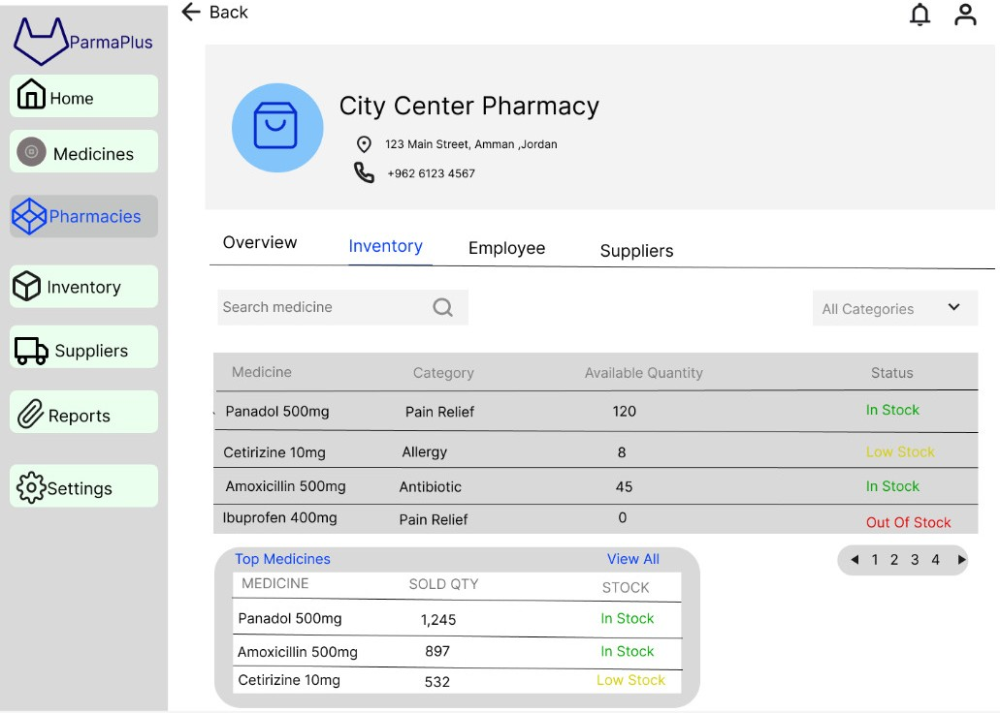 Back
ParmaPlus
Home
Medicines
Pharmacies
Inventory
Suppliers
Reports
Settings
City Center Pharmacy
123 Main Street, Amman ,Jordan
+962 6123 4567
Overview Inventory Employee Suppliers
Search medicine All Categories
Medicine Category Available Quantity Status
Panadol 500mg Pain Relief 120 In Stock
Cetirizine 10mg Allergy 8 Low Stock
Amoxicillin 500mg Antibiotic 45 In Stock
Ibuprofen 400mg Pain Relief 0 Out Of Stock
Top Medicines View All
1 2 3 4
MEDICINE SOLD QTY STOCK
Panadol 500mg 1,245 In Stock
Amoxicillin 500mg 897 In Stock
Cetirizine 10mg 532 Low Stock